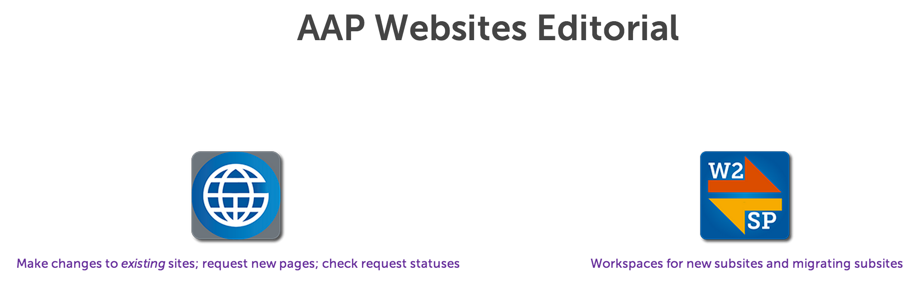 AAP Websites Editorial
W2
SP
Make changes to existing sites; request new pages; check request statuses
Workspaces for new subsites and migrating subsites